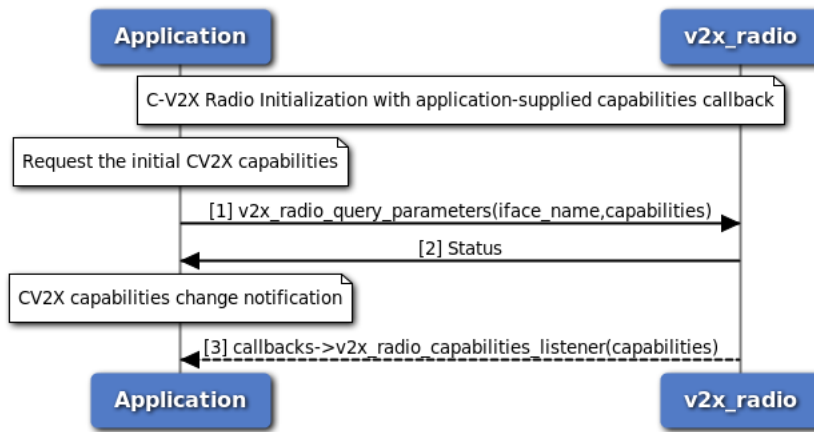 Application
v2x_radio
C-V2X Radio Initialization with application-supplied capabilities callback
Request the initial CV2X capabilities
[1] v2x_radio_query_parameters(iface_name,capabilities)
[2] Status
CV2X capabilities change notification
[3] callbacks->v2x_radio_capabilities_listener(capabilities)
Application
v2x_radio